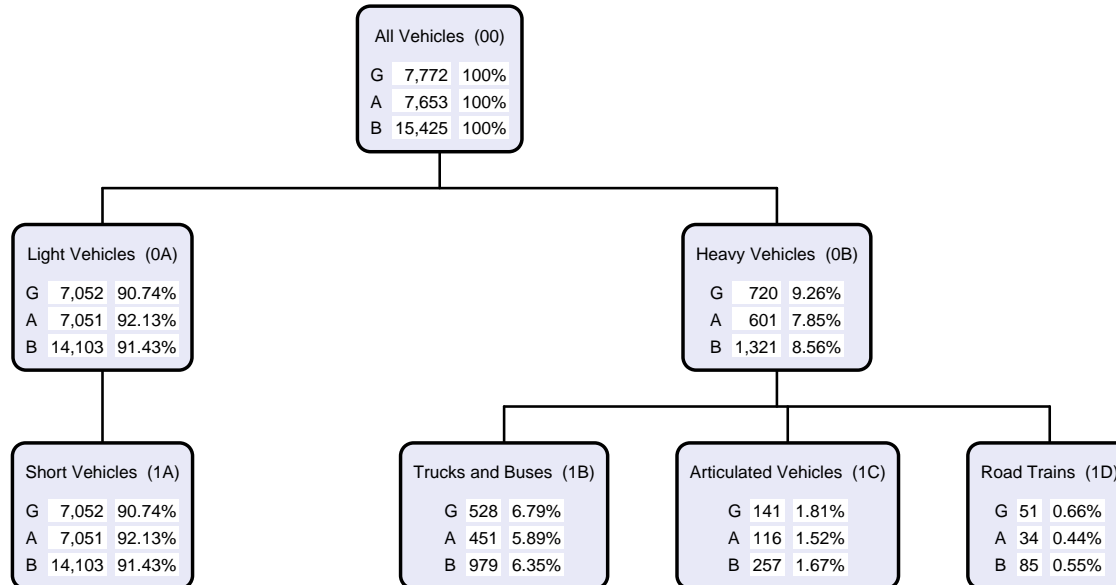 All Vehicles (00)
G 7,772 100%
A 7,653 100%
B 15,425 100%
Light Vehicles (0A)
G 7,052 90.74%
A 7,051 92.13%
B 14,103 91.43%
Heavy Vehicles (0B)
G 720 9.26%
A 601 7.85%
B 1,321 8.56%
Short Vehicles (1A)
G 7,052 90.74%
A 7,051 92.13%
B 14,103 91.43%
Trucks and Buses (1B)
G 528 6.79%
A 451 5.89%
B 979 6.35%
Articulated Vehicles (1C)
G 141 1.81%
A 116 1.52%
B 257 1.67%
Road Trains (1D)
G 51 0.66%
A 34 0.44%
B 85 0.55%